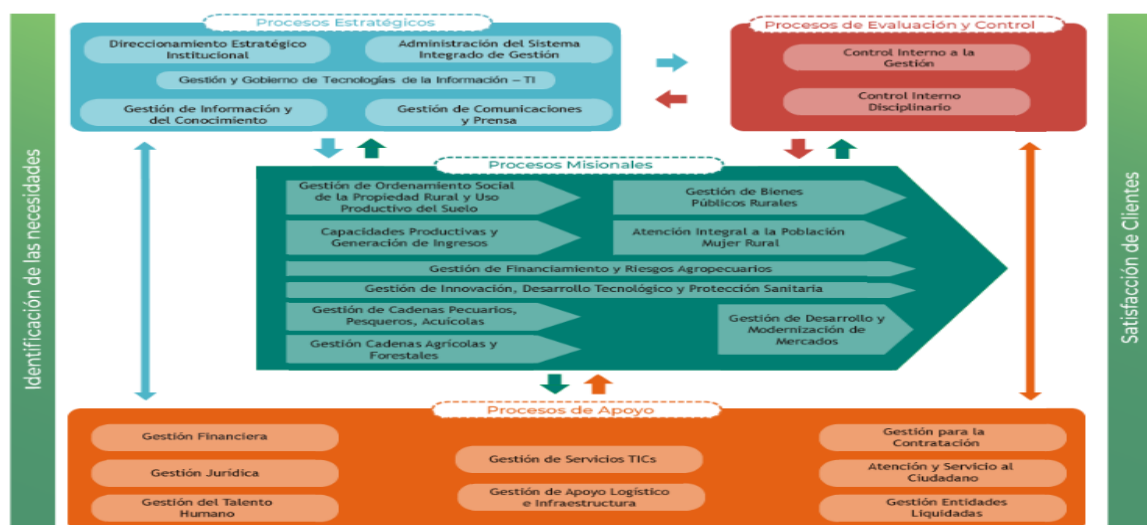 Identificación de las necesidades
Procesos Estratégicos
Direccionamiento Estratégico
Institucional
Administración del Sistema
Integrado de Gestión
Gestión y Gobierno de Tecnologías de la Información – TI
Gestión de Información y
del Conocimiento
Gestión de Comunicaciones
y Prensa
Procesos de Evaluación y Control
Control Interno a la
Gestión
Control Interno
Disciplinario
Procesos Misionales
Gestión de Ordenamiento Social
de la Propiedad Rural y Uso
Productivo del Suelo
Gestión de Bienes
Públicos Rurales
Capacidades Productivas y
Generación de Ingresos
Atención Integral a la Población
Mujer Rural
Gestión de Financiamiento y Riesgos Agropecuarios
Gestión de Innovación, Desarrollo Tecnológico y Protección Sanitaria
Gestión de Cadenas Pecuarios,
Pesqueros, Acuícolas
Gestión Cadenas Agrícolas y
Forestales
Gestión de Desarrollo y
Modernización de
Mercados
Procesos de Apoyo
Gestión Financiera
Gestión Jurídica
Gestión del Talento
Humano
Gestión de Servicios TICs
Gestión de Apoyo Logístico
e Infraestructura
Gestión para la
Contratación
Atención y Servicio al
Ciudadano
Gestión Entidades
Liquidadas
Satisfacción de Clientes